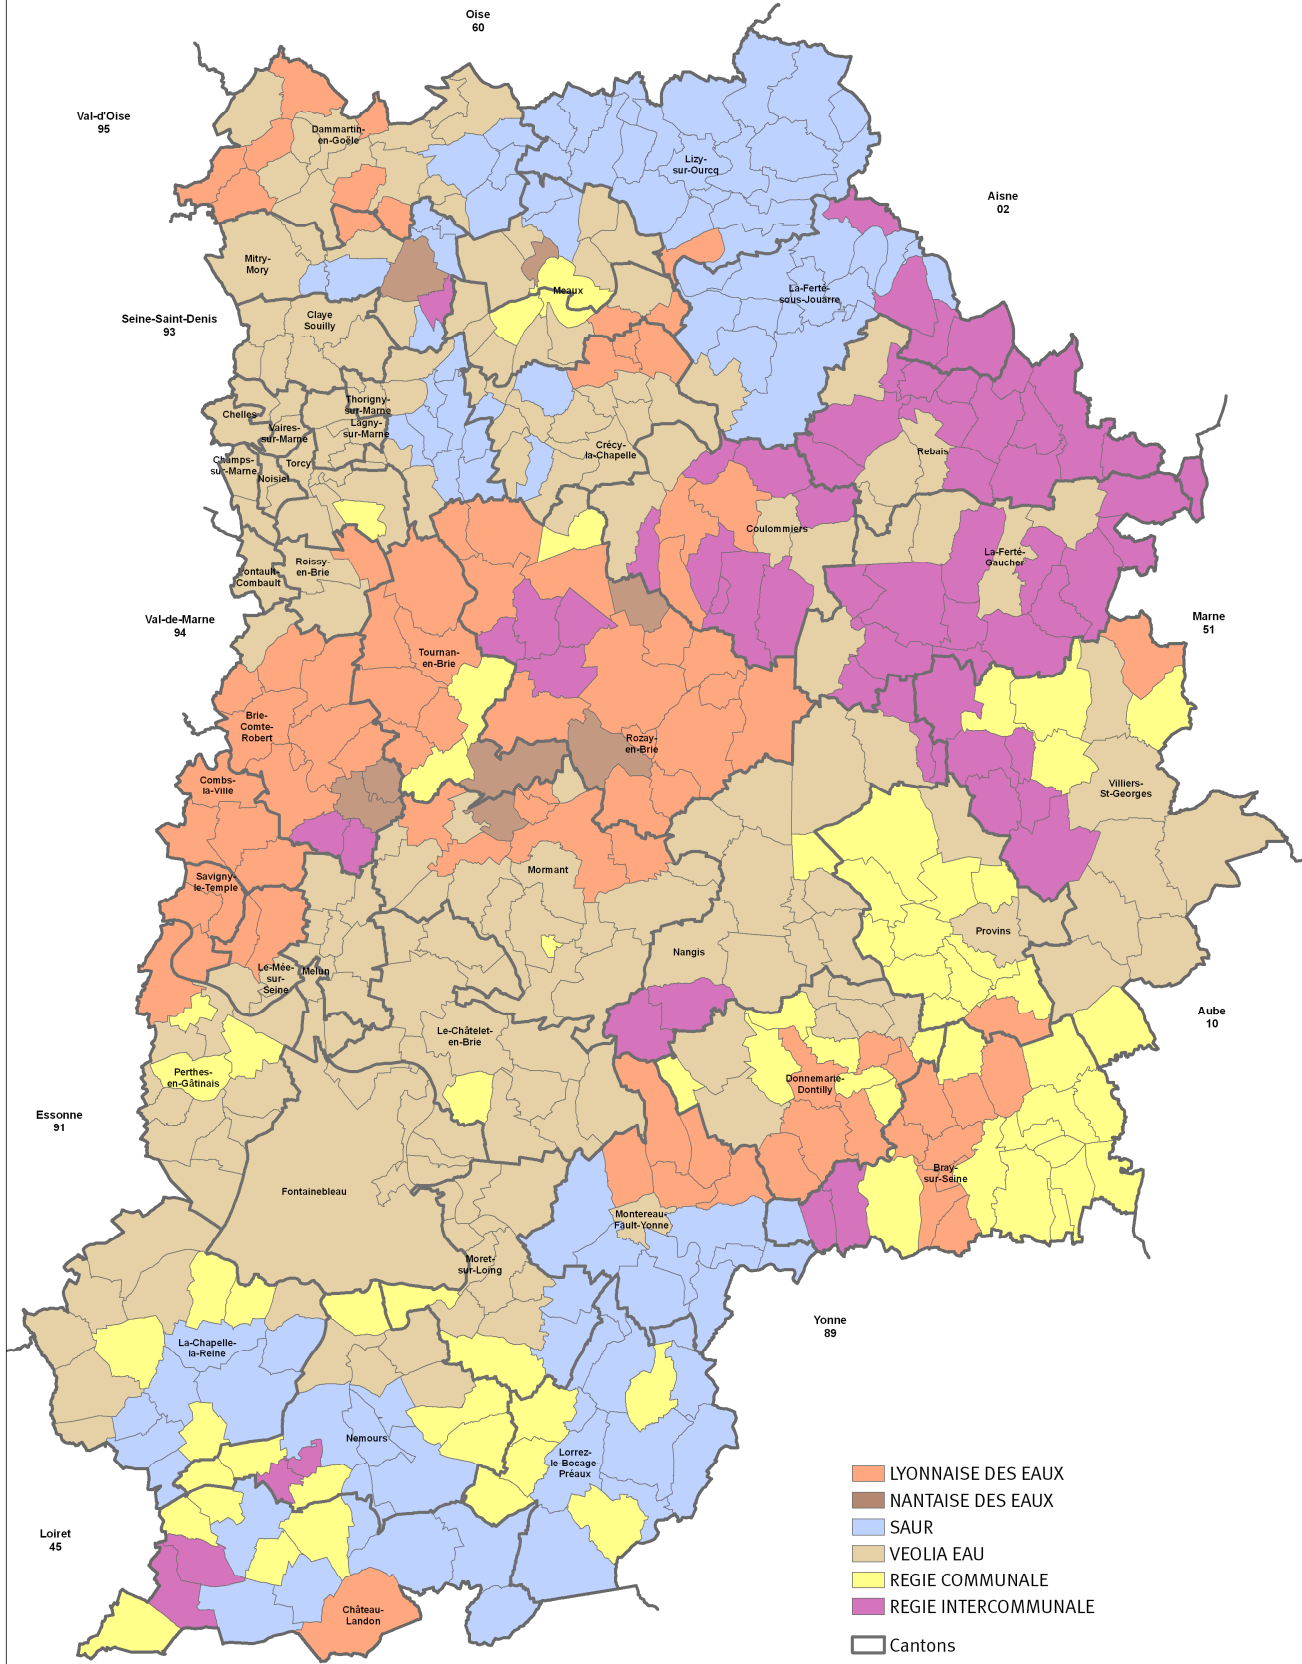 Oise
60
Val-d'Oise
95
Dammartin-
en-Goële
Lizy-
sur-Ourcq
Aisne
02
Mitry-
Mory
Meaux
La-Ferté-
sous-Jouarre
Seine-Saint-Denis
93
Claye
Souilly
Thorigny-
sur-Marne
Chelles
Lagny-
sur-Marne
Vaires-
sur-Marne
Crécy-
la-Chapelle
Rebais
Champs-
sur-Marne
Torcy
Noisiel
Coulommiers
La-Ferté-
Gaucher
Roissy-
en-Brie
Pontault-
Combault
Val-de-Marne
94
Marne
51
Tournan-
en-Brie
Brie-
Comte-
Robert
Rozay-
en-Brie
Combs-
la-Ville
Villiers-
St-Georges
Savigny-
le-Temple
Mormant
Provins
Nangis
Le-Mée-
sur-
Seine
Melun
Aube
10
Le-Châtelet-
en-Brie
Perthes-
en-Gâtinais
Donnemarie-
Dontilly
Essonne
91
Bray-
sur-Seine
Fontainebleau
Montereau-
Fault-Yonne
Moret-
sur-Loing
Yonne
89
La-Chapelle-
la-Reine
Nemours
Lorrez-
le-Bocage
Préaux
Loiret
45
Château-
Landon
LYONNAISE DES EAUX
NANTAISE DES EAUX
SAUR
VEOLIA EAU
REGIE COMMUNALE
REGIE INTERCOMMUNALE
Cantons